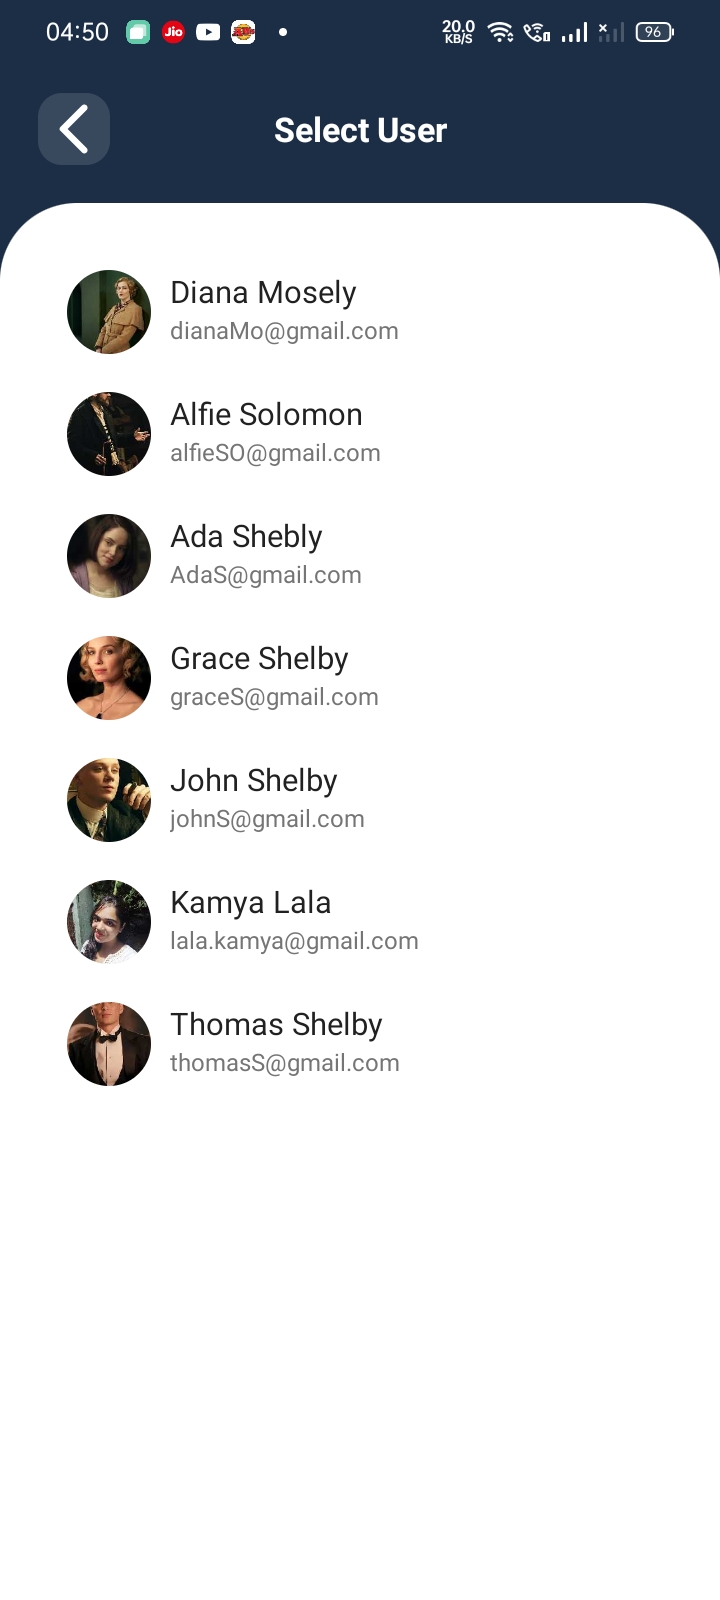 04:50
Jio
20.0
KB/S
96
Select User
Diana Mosely
dianaMo@gmail.com
Alfie Solomon
alfieSO@gmail.com
Ada Shebly
AdaS@gmail.com
Grace Shelby
graceS@gmail.com
John Shelby
johnS@gmail.com
Kamya Lala
lala.kamya@gmail.com
Thomas Shelby
thomasS@gmail.com